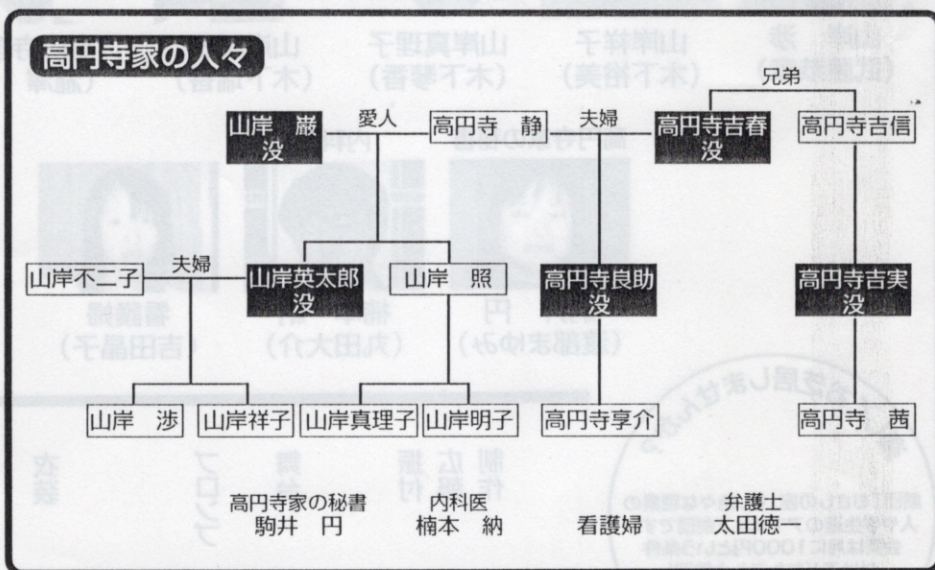 高円寺家の人々
兄弟
山岸　巌
没
愛人
高円寺　静
夫婦
高円寺吉春
没
高円寺吉信
山岸不二子
夫婦
山岸英太郎
没
山岸　照
高円寺良助
没
高円寺吉実
没
山岸　渉
山岸祥子
山岸真理子
山岸明子
高円寺享介
高円寺　茜
高円寺家の秘書
駒井　円
内科医
楠本　納
看護婦
弁護士
太田徳一